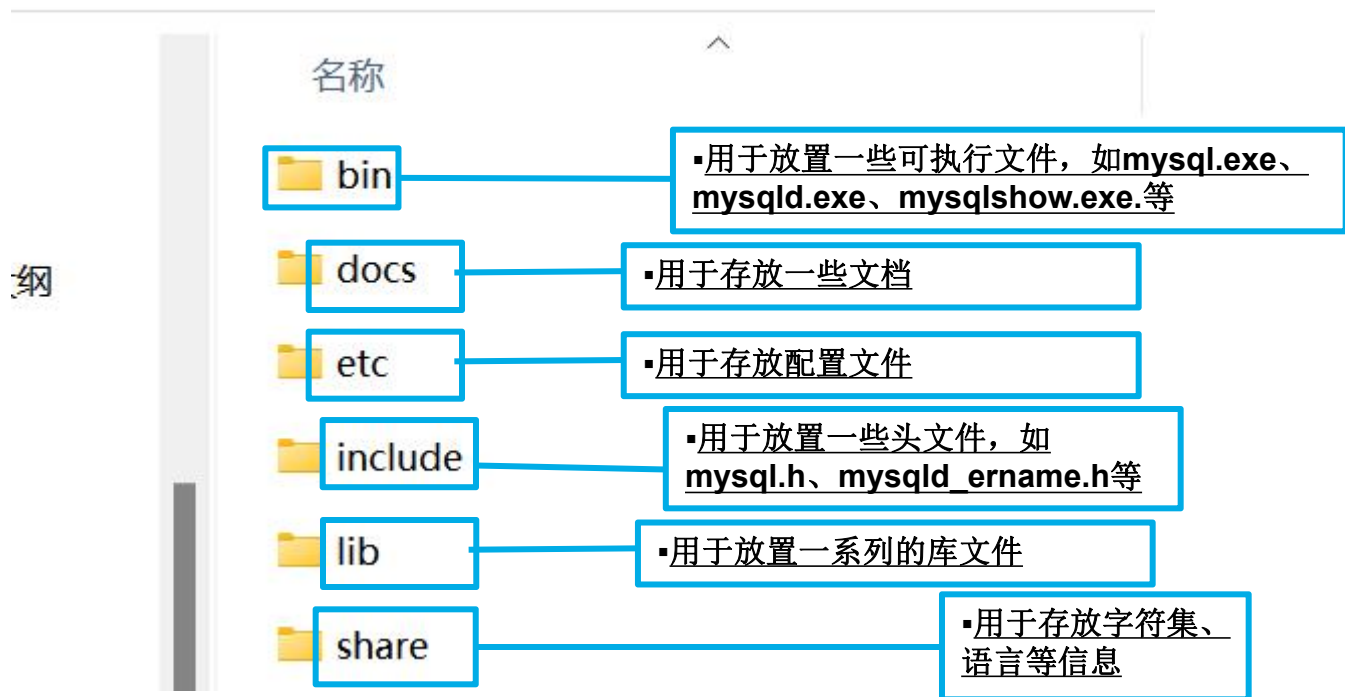 名称
bin
▪用于放置一些可执行文件，如mysql.exe、
mysqld.exe、mysqlshow.exe.等
docs
▪用于存放一些文档
纲
etc
▪用于存放配置文件
include
▪用于放置一些头文件，如
mysql.h、mysqld_ername.h等
lib
▪用于放置一系列的库文件
share
▪用于存放字符集、
语言等信息